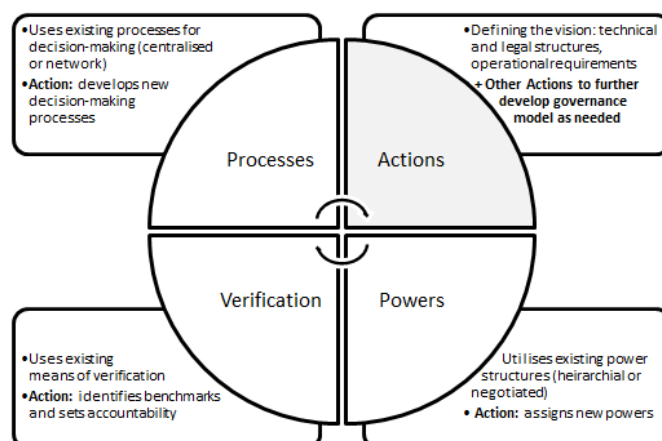 •Uses existing processes for
decision-making (centralised
or network)
•Action: develops new
decision-making
processes
•Defining the vision: technical
and legal structures,
operational requirements
+ Other Actions to further
develop governance
model as needed
Processes
Actions
Verification
Powers
•Uses existing
means of verification
•Action: identifies benchmarks
and sets accountability
Utilises existing power
structures (heirarchial or
negotiated)
• Action: assigns new powers